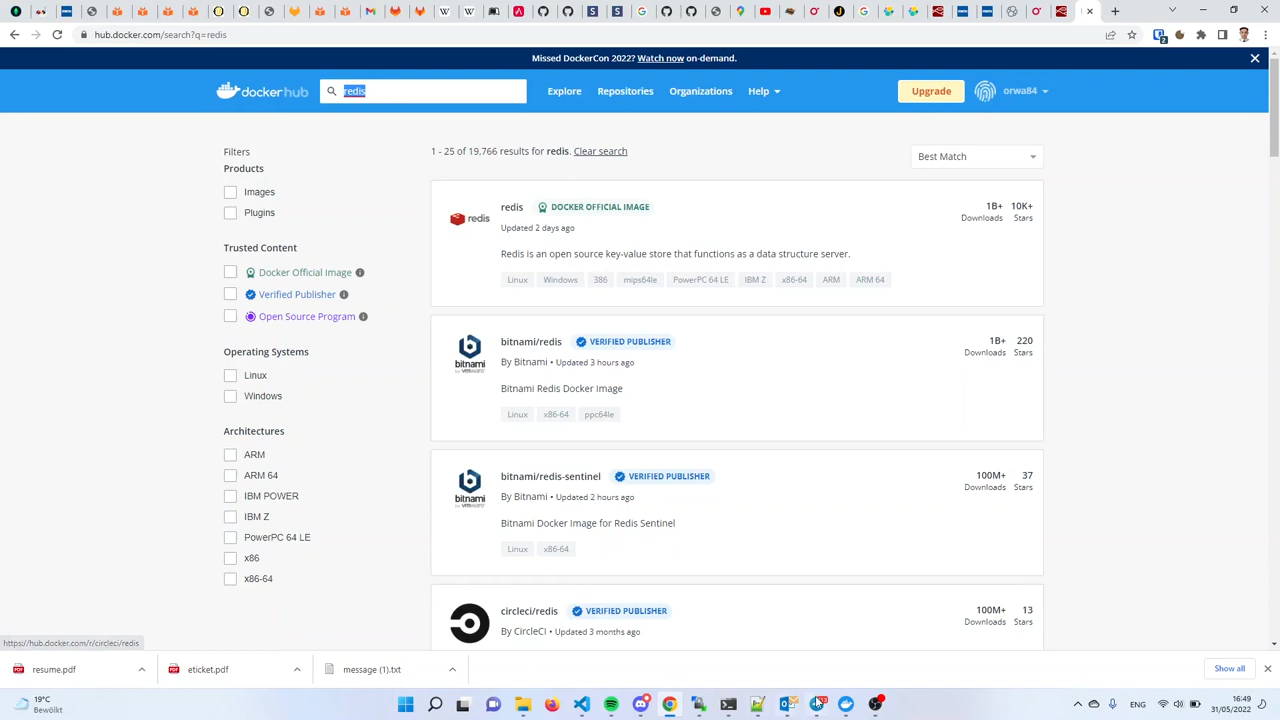 hub.docker.com/search?q=redis
2
Missed DockerCon 2022? Watch now on-demand.
docker hub
redis
Explore
Repositories
Organizations
Help
Upgrade
orwa84
Filters
Products
Images
Plugins
Trusted Content
Docker Official Image
Verified Publisher
Open Source Program
Operating Systems
Linux
Windows
Architectures
ARM
ARM 64
IBM POWER
IBM Z
PowerPC 64 LE
x86
x86-64
1 - 25 of 19,766 results for redis. Clear search
Best Match
redis
redis DOCKER OFFICIAL IMAGE
Updated 2 days ago
1B+ 10K+
Downloads Stars
Redis is an open source key-value store that functions as a data structure server.
Linux Windows 386 mips64le PowerPC 64 LE IBM Z x86-64 ARM ARM 64
bitnami
by VMware
bitnami/redis VERIFIED PUBLISHER
By Bitnami • Updated 3 hours ago
1B+ 220
Downloads Stars
Bitnami Redis Docker Image
Linux x86-64 ppc64le
bitnami
by VMware
bitnami/redis-sentinel VERIFIED PUBLISHER
By Bitnami • Updated 2 hours ago
100M+ 37
Downloads Stars
Bitnami Docker Image for Redis Sentinel
Linux x86-64
circleci/redis VERIFIED PUBLISHER
By CircleCI • Updated 3 months ago
100M+ 13
Downloads Stars
https://hub.docker.com/r/circleci/redis
resume.pdf
eticket.pdf
message (1).txt
Show all
19°C
Bewölkt
ENG
16:49
31/05/2022